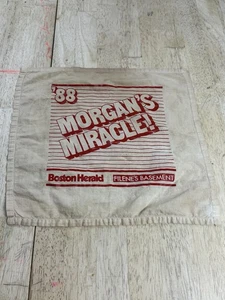 '88
MORGAN'S
MIRACLE!
Boston Herald FILENE'S BASEMENT